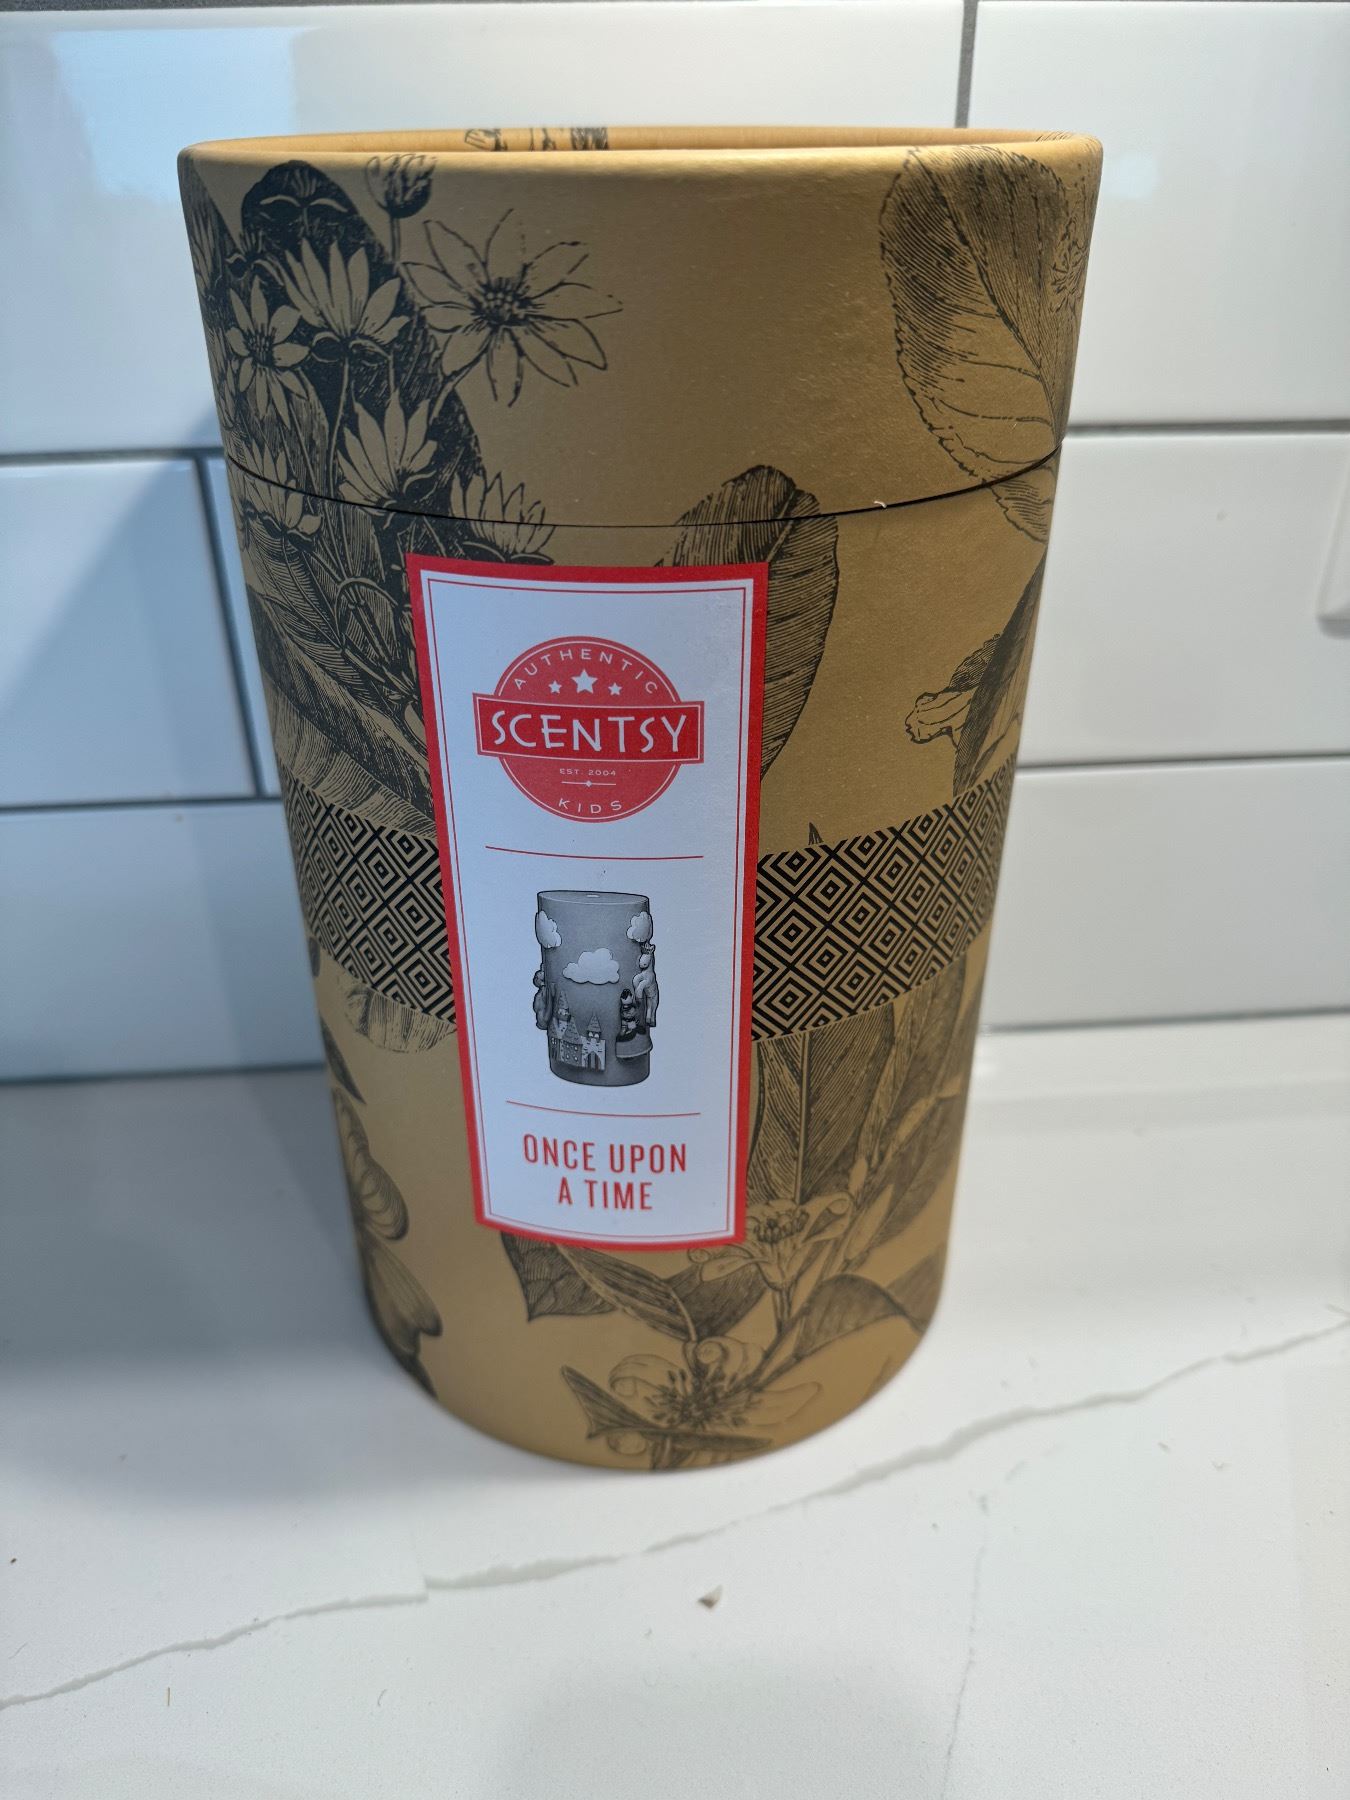 AUTHENTIC
SCENTSY
EST. 2004
KIDS
ONCE UPON
A TIME